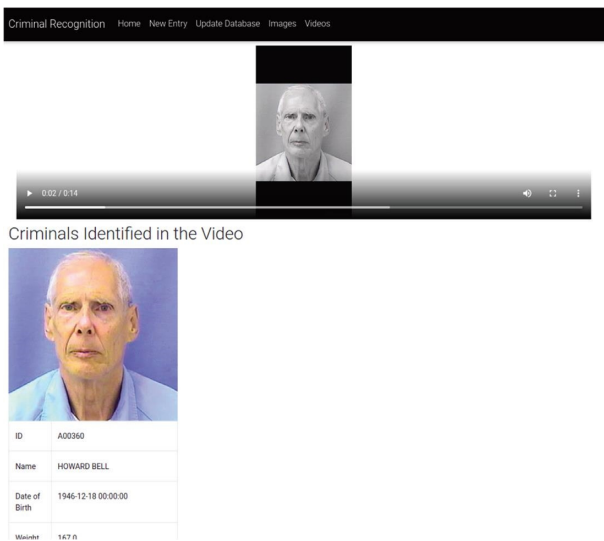 Criminal Recognition Home New Entry Update Database Images Videos
0:02 / 0:14
Criminals Identified in the Video
ID A00360
Name HOWARD BELL
Date of 1946-12-18 00:00:00
Birth
Weight 167.0